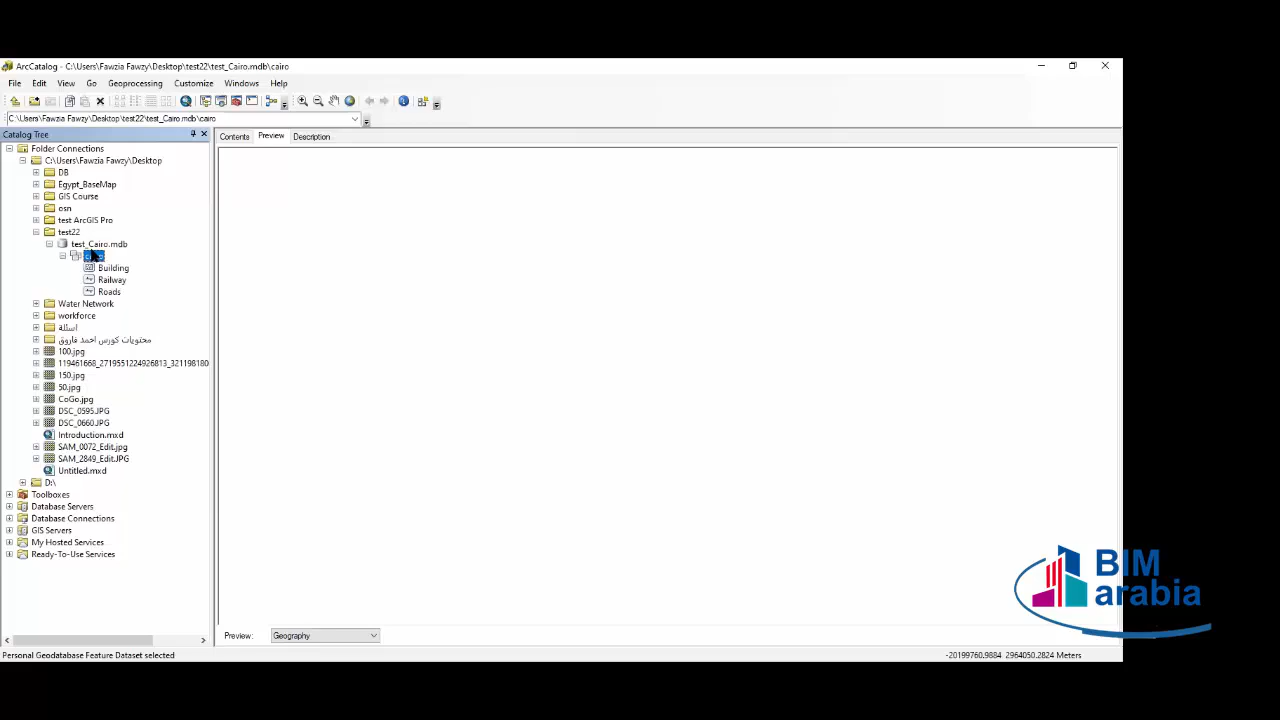 ArcCatalog - C:\Users\Fawzia Fawzy\Desktop\test22\test_Cairo.mdb\cairo
File Edit View Go Geoprocessing Customize Windows Help
C:\Users\Fawzia Fawzy\Desktop\test22\test_Cairo.mdb\cairo
Catalog Tree
Contents Preview Description
Folder Connections
C:\Users\Fawzia Fawzy\Desktop
DB
Egypt_BaseMap
GIS Course
osn
test ArcGIS Pro
test22
test_Cairo.mdb
Building
Railway
Roads
Water Network
workforce
اسئلة
محتويات كورس احمد فاروق
100.jpg
119461668_2719551224926813_321198180
150.jpg
50.jpg
CoGo.jpg
DSC_0595.JPG
DSC_0660.JPG
Introduction.mxd
SAM_0072_Edit.jpg
SAM_2849_Edit.JPG
Untitled.mxd
D:\
Toolboxes
Database Servers
Database Connections
GIS Servers
My Hosted Services
Ready-To-Use Services
BIM
arabia
Preview: Geography
Personal Geodatabase Feature Dataset selected
-20199760.9884 2964050.2824 Meters